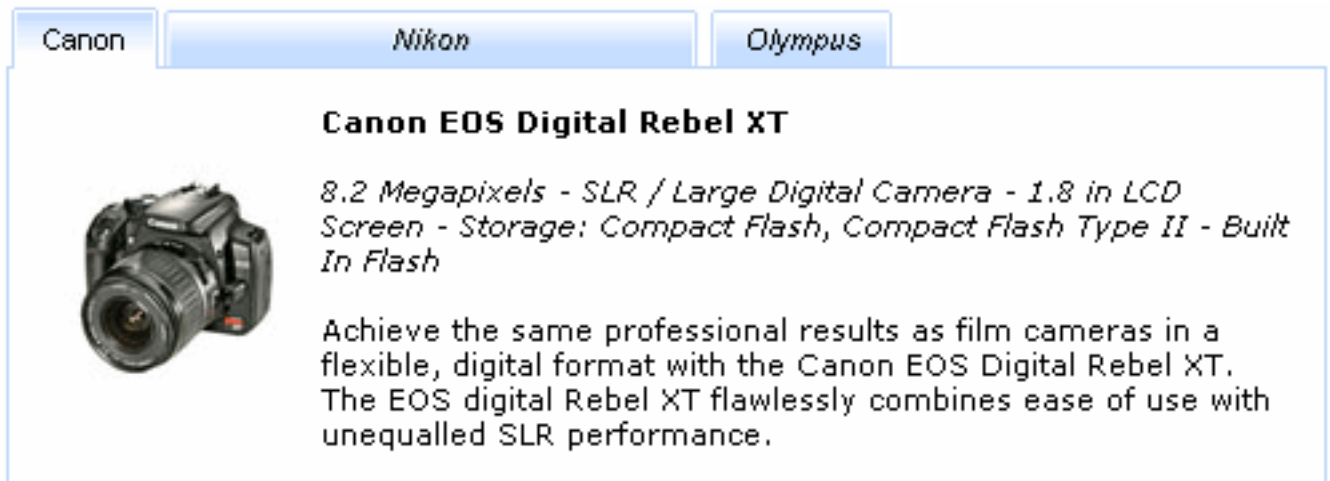 Canon Nikon Olympus
Canon EOS Digital Rebel XT
8.2 Megapixels - SLR / Large Digital Camera - 1.8 in LCD
Screen - Storage: Compact Flash, Compact Flash Type II - Built
In Flash
Achieve the same professional results as film cameras in a
flexible, digital format with the Canon EOS Digital Rebel XT.
The EOS digital Rebel XT flawlessly combines ease of use with
unequalled SLR performance.